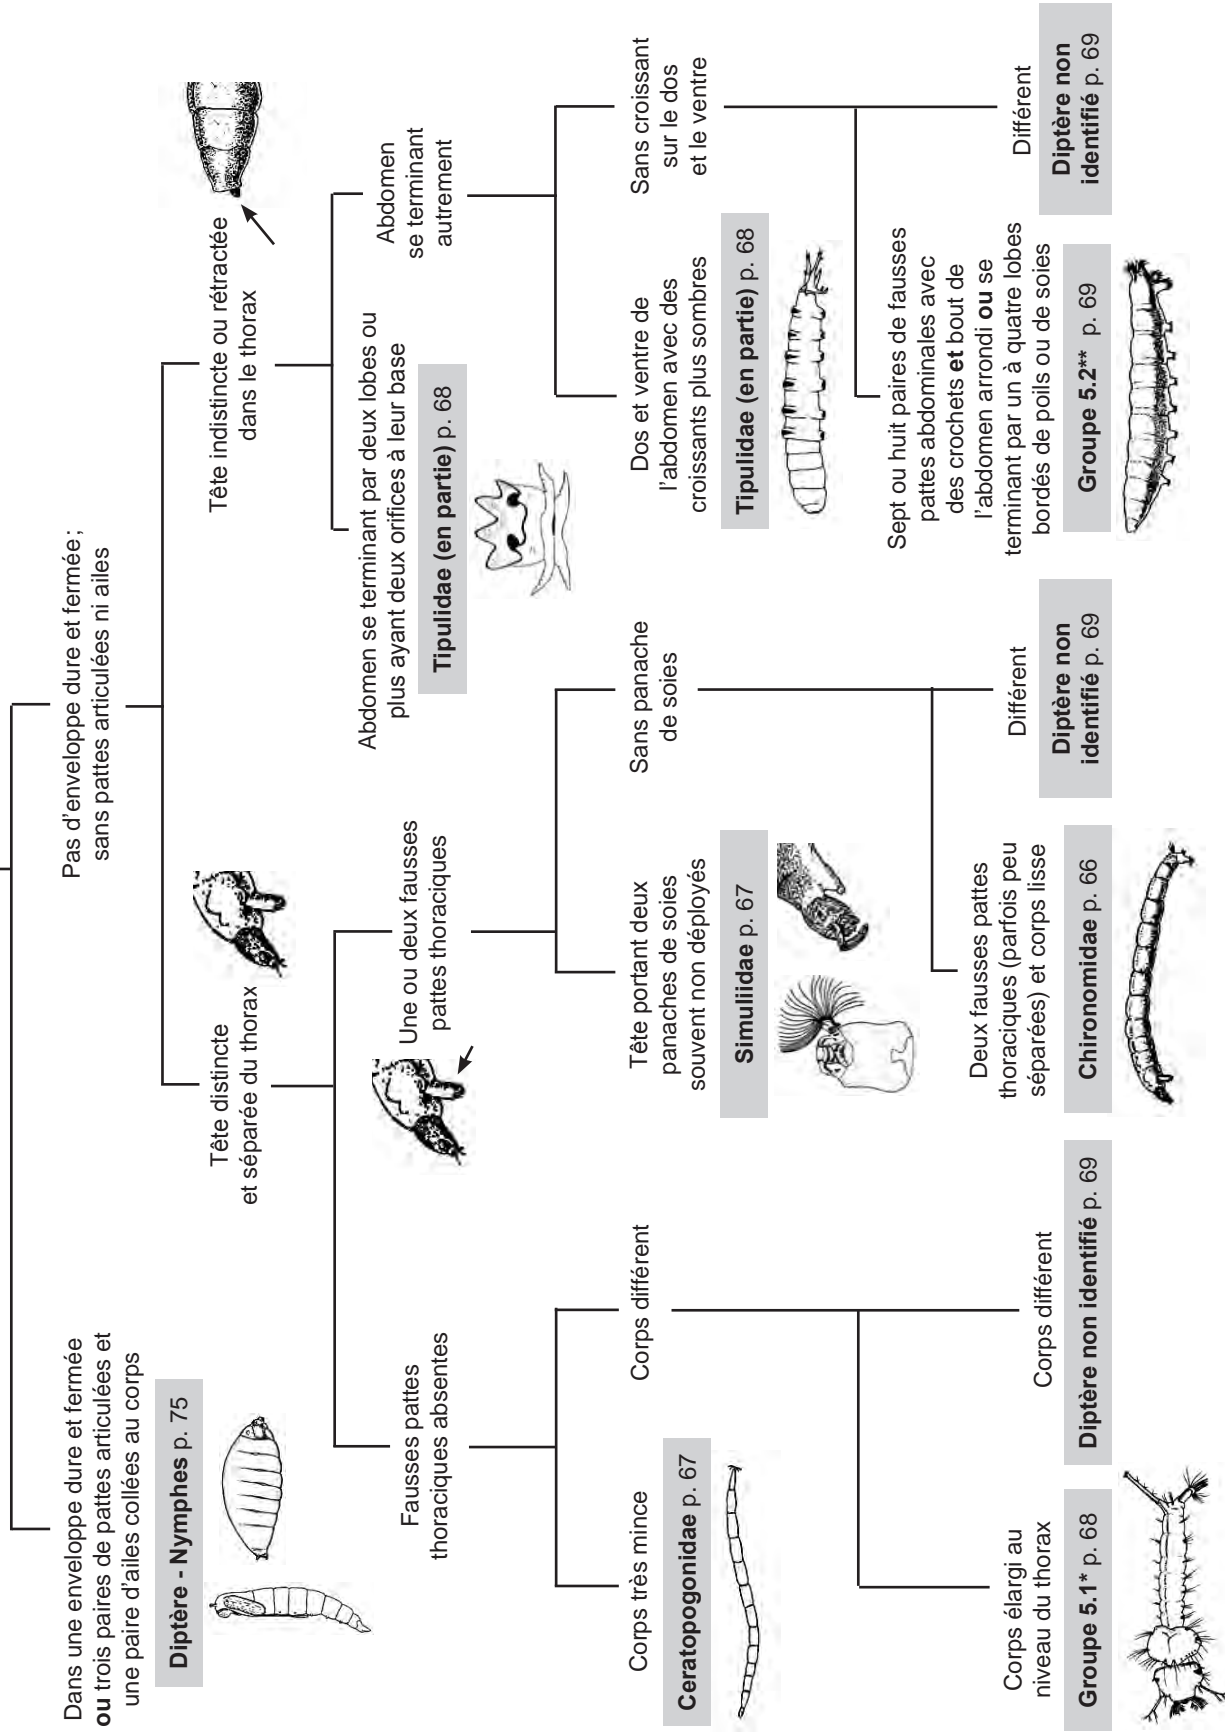 Dans une enveloppe dure et fermée
ou trois paires de pattes articulées et
une paire d'ailes collées au corps
Diptère - Nymphes p. 75
Pas d'enveloppe dure et fermée ;
sans pattes articulées ni ailes
Tête distincte
et séparée du thorax
Tête indistincte ou rétractée
dans le thorax
Fausses pattes
thoraciques absentes
Une ou deux fausses
pattes thoraciques
Abdomen se terminant par deux lobes ou
plus ayant deux orifices à leur base
Tipulidae (en partie) p. 68
Abdomen
se terminant
autrement
Corps très mince
Ceratopogonidae p. 67
Corps différent
Tête portant deux
panaches de soies
souvent non déployés
Simuliidae p. 67
Sans panache
de soies
Dos et ventre de
l'abdomen avec des
croissants plus sombres
Tipulidae (en partie) p. 68
Sans croissant
sur le dos
et le ventre
Corps élargi au
niveau du thorax
Groupe 5.1* p. 68
Corps différent
Diptère non identifié p. 69
Deux fausses pattes
thoraciques (parfois peu
séparées) et corps lisse
Chironomidae p. 66
Différent
Diptère non
identifié p. 69
Sept ou huit paires de fausses
pattes abdominales avec
des crochets et bout de
l'abdomen arrondi ou se
terminant par un à quatre lobes
bordés de poils ou de soies
Groupe 5.2** p. 69
Différent
Diptère non
identifié p. 69